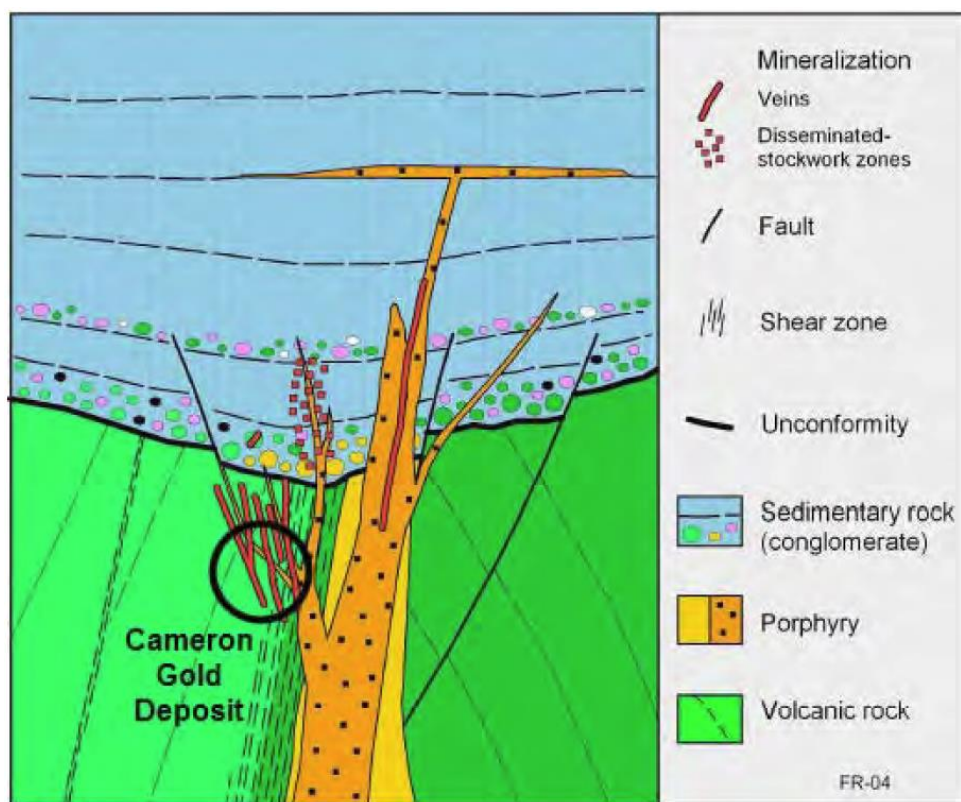 Mineralization
Veins
Disseminated-
stockwork zones
Fault
Shear zone
Unconformity
Sedimentary rock
(conglomerate)
Porphyry
Volcanic rock
FR-04
Cameron
Gold
Deposit